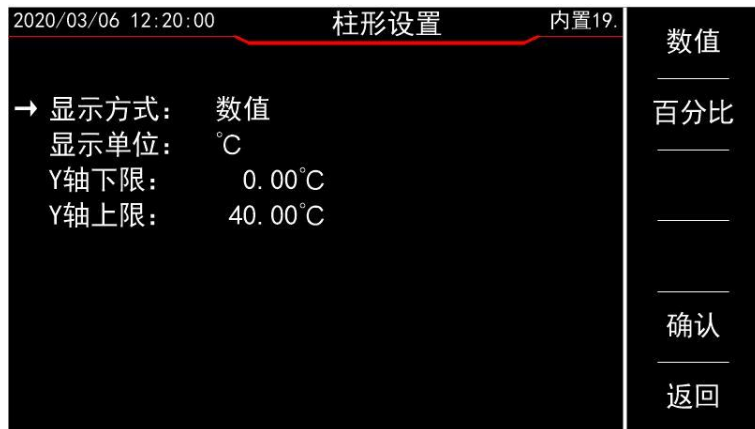 2020/03/06 12:20:00 柱形设置 内置19.
→ 显示方式: 数值
显示单位: ℃
Y轴下限: 0.00℃
Y轴上限: 40.00℃
数值
百分比
确认
返回